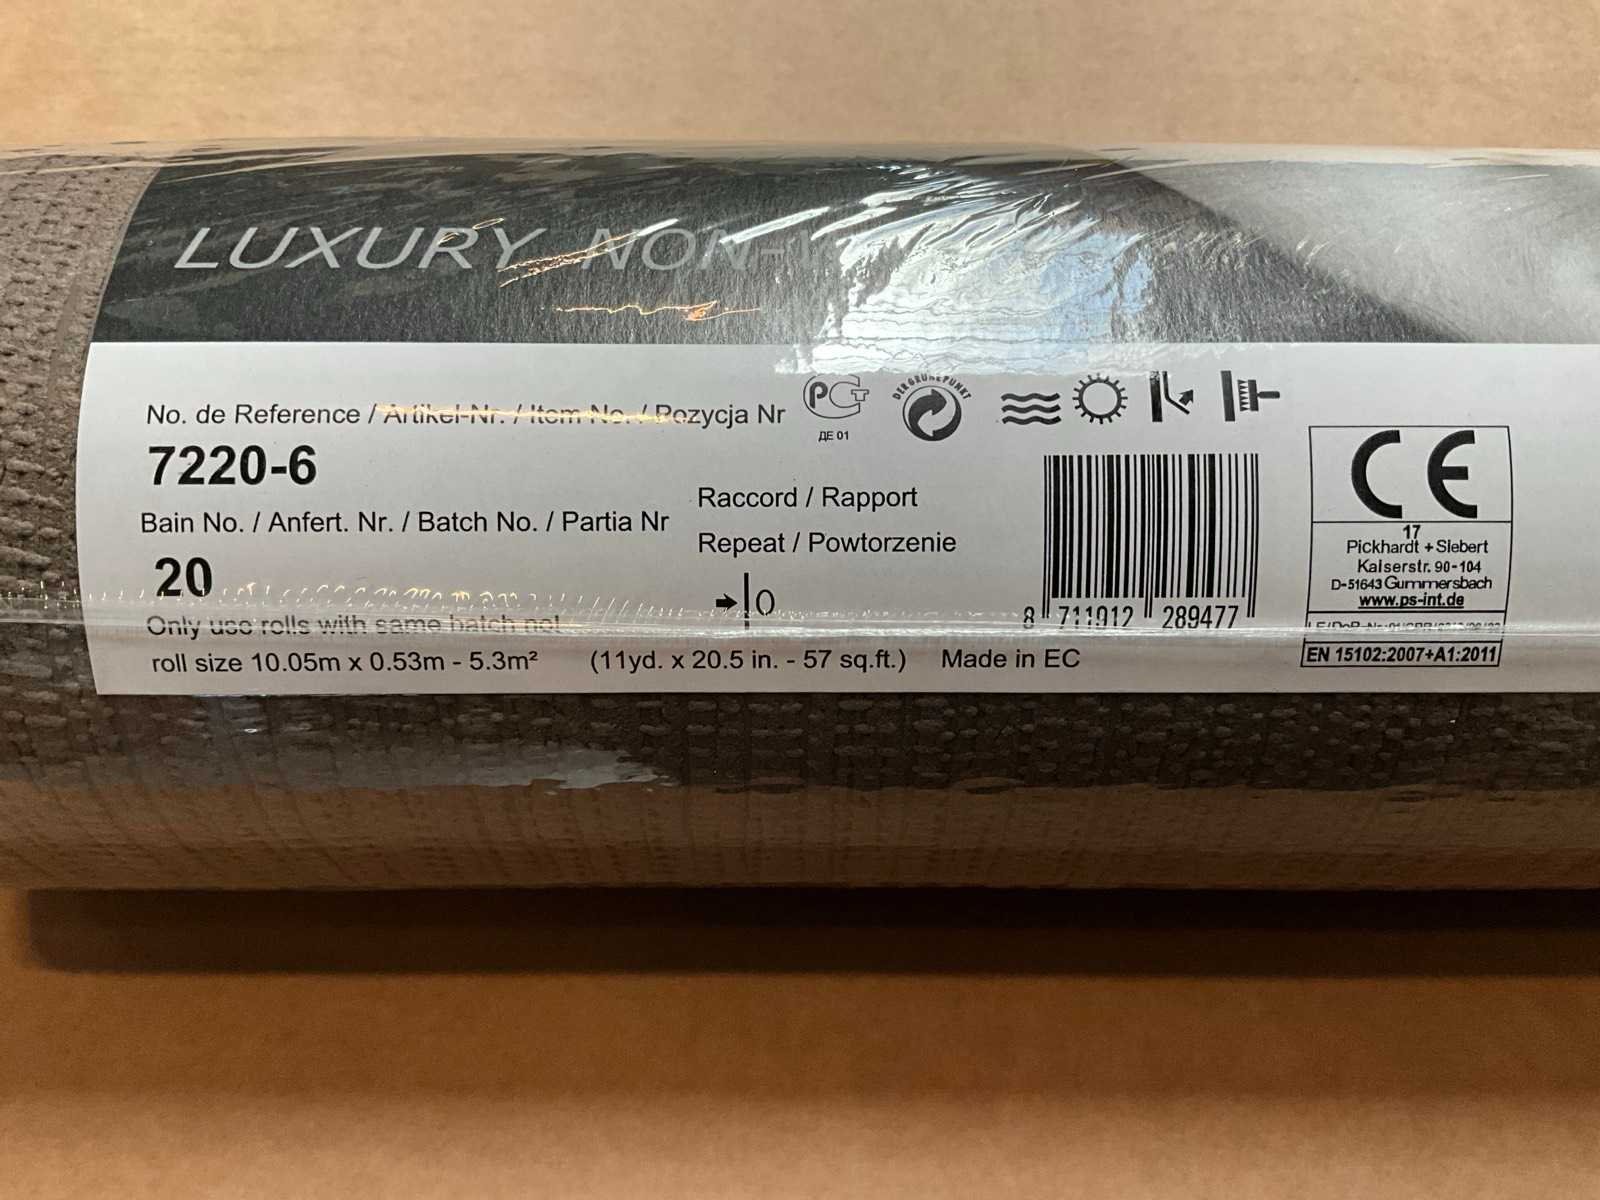 LUXURY NON-
No. de Reference / Artikel-Nr. / Item No. / Pozycja Nr
7220-6
Bain No. / Anfert. Nr. / Batch No. / Partia Nr
20
Only use rolls with same batch no!
roll size 10.05m x 0.53m - 5.3m² (11yd. x 20.5 in. - 57 sq.ft.) Made in EC
Raccord / Rapport
Repeat / Powtorzenie
0
ДЕ 01
DER GRÜNE PUNKT
8 711912 289477
CE
17
Pickhardt + Siebert
Kaiserstr. 90-104
D-51643 Gummersbach
www.ps-int.de
EN 15102:2007+A1:2011